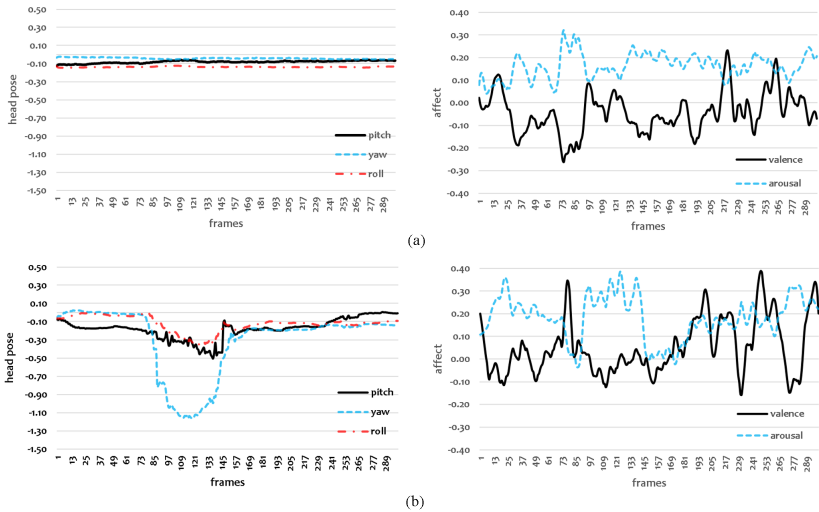 0.50
0.30
0.10
-0.10
-0.30
-0.50
-0.70
-0.90
-1.10
-1.30
-1.50
head pose
pitch
yaw
roll
1 13 25 37 49 61 73 85 97 109 121 133 145 157 169 181 193 205 217 229 241 253 265 277 289
frames
0.40
0.30
0.20
0.10
0.00
-0.10
-0.20
-0.30
-0.40
affect
valence
arousal
1 13 25 37 49 61 73 85 97 109 121 133 145 157 169 181 193 205 217 229 241 253 265 277 289
frames
(a)
0.50
0.30
0.10
-0.10
-0.30
-0.50
-0.70
-0.90
-1.10
-1.30
-1.50
head pose
pitch
yaw
roll
1 13 25 37 49 61 73 85 97 109 121 133 145 157 169 181 193 205 217 229 241 253 265 277 289
frames
0.40
0.30
0.20
0.10
0.00
-0.10
-0.20
-0.30
-0.40
affect
valence
arousal
1 13 25 37 49 61 73 85 97 109 121 133 145 157 169 181 193 205 217 229 241 253 265 277 289
frames
(b)